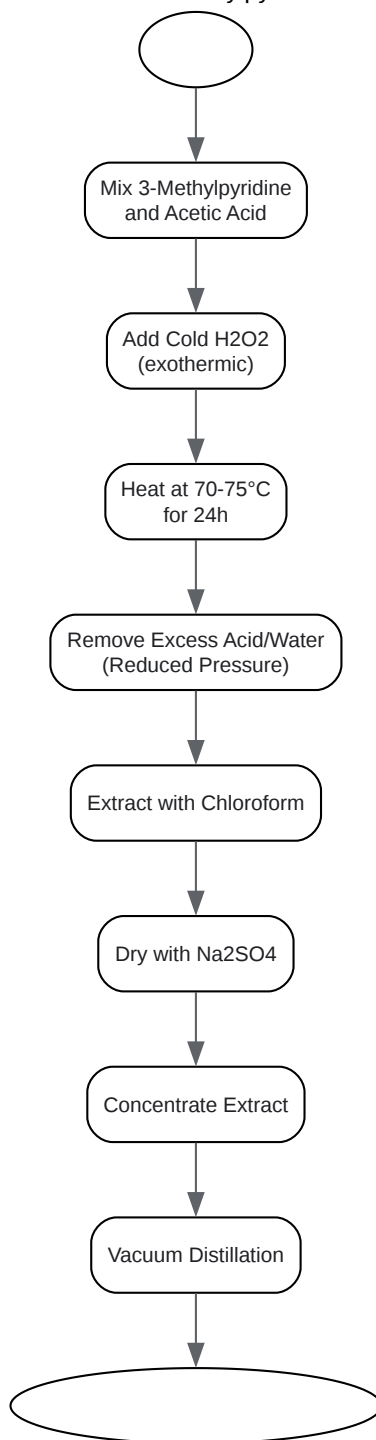 Mix 3-Methylpyridine
and Acetic Acid
Add Cold H2O2
(exothermic)
Heat at 70-75°C
for 24h
Remove Excess Acid/Water
(Reduced Pressure)
Extract with Chloroform
Dry with Na2SO4
Concentrate Extract
Vacuum Distillation